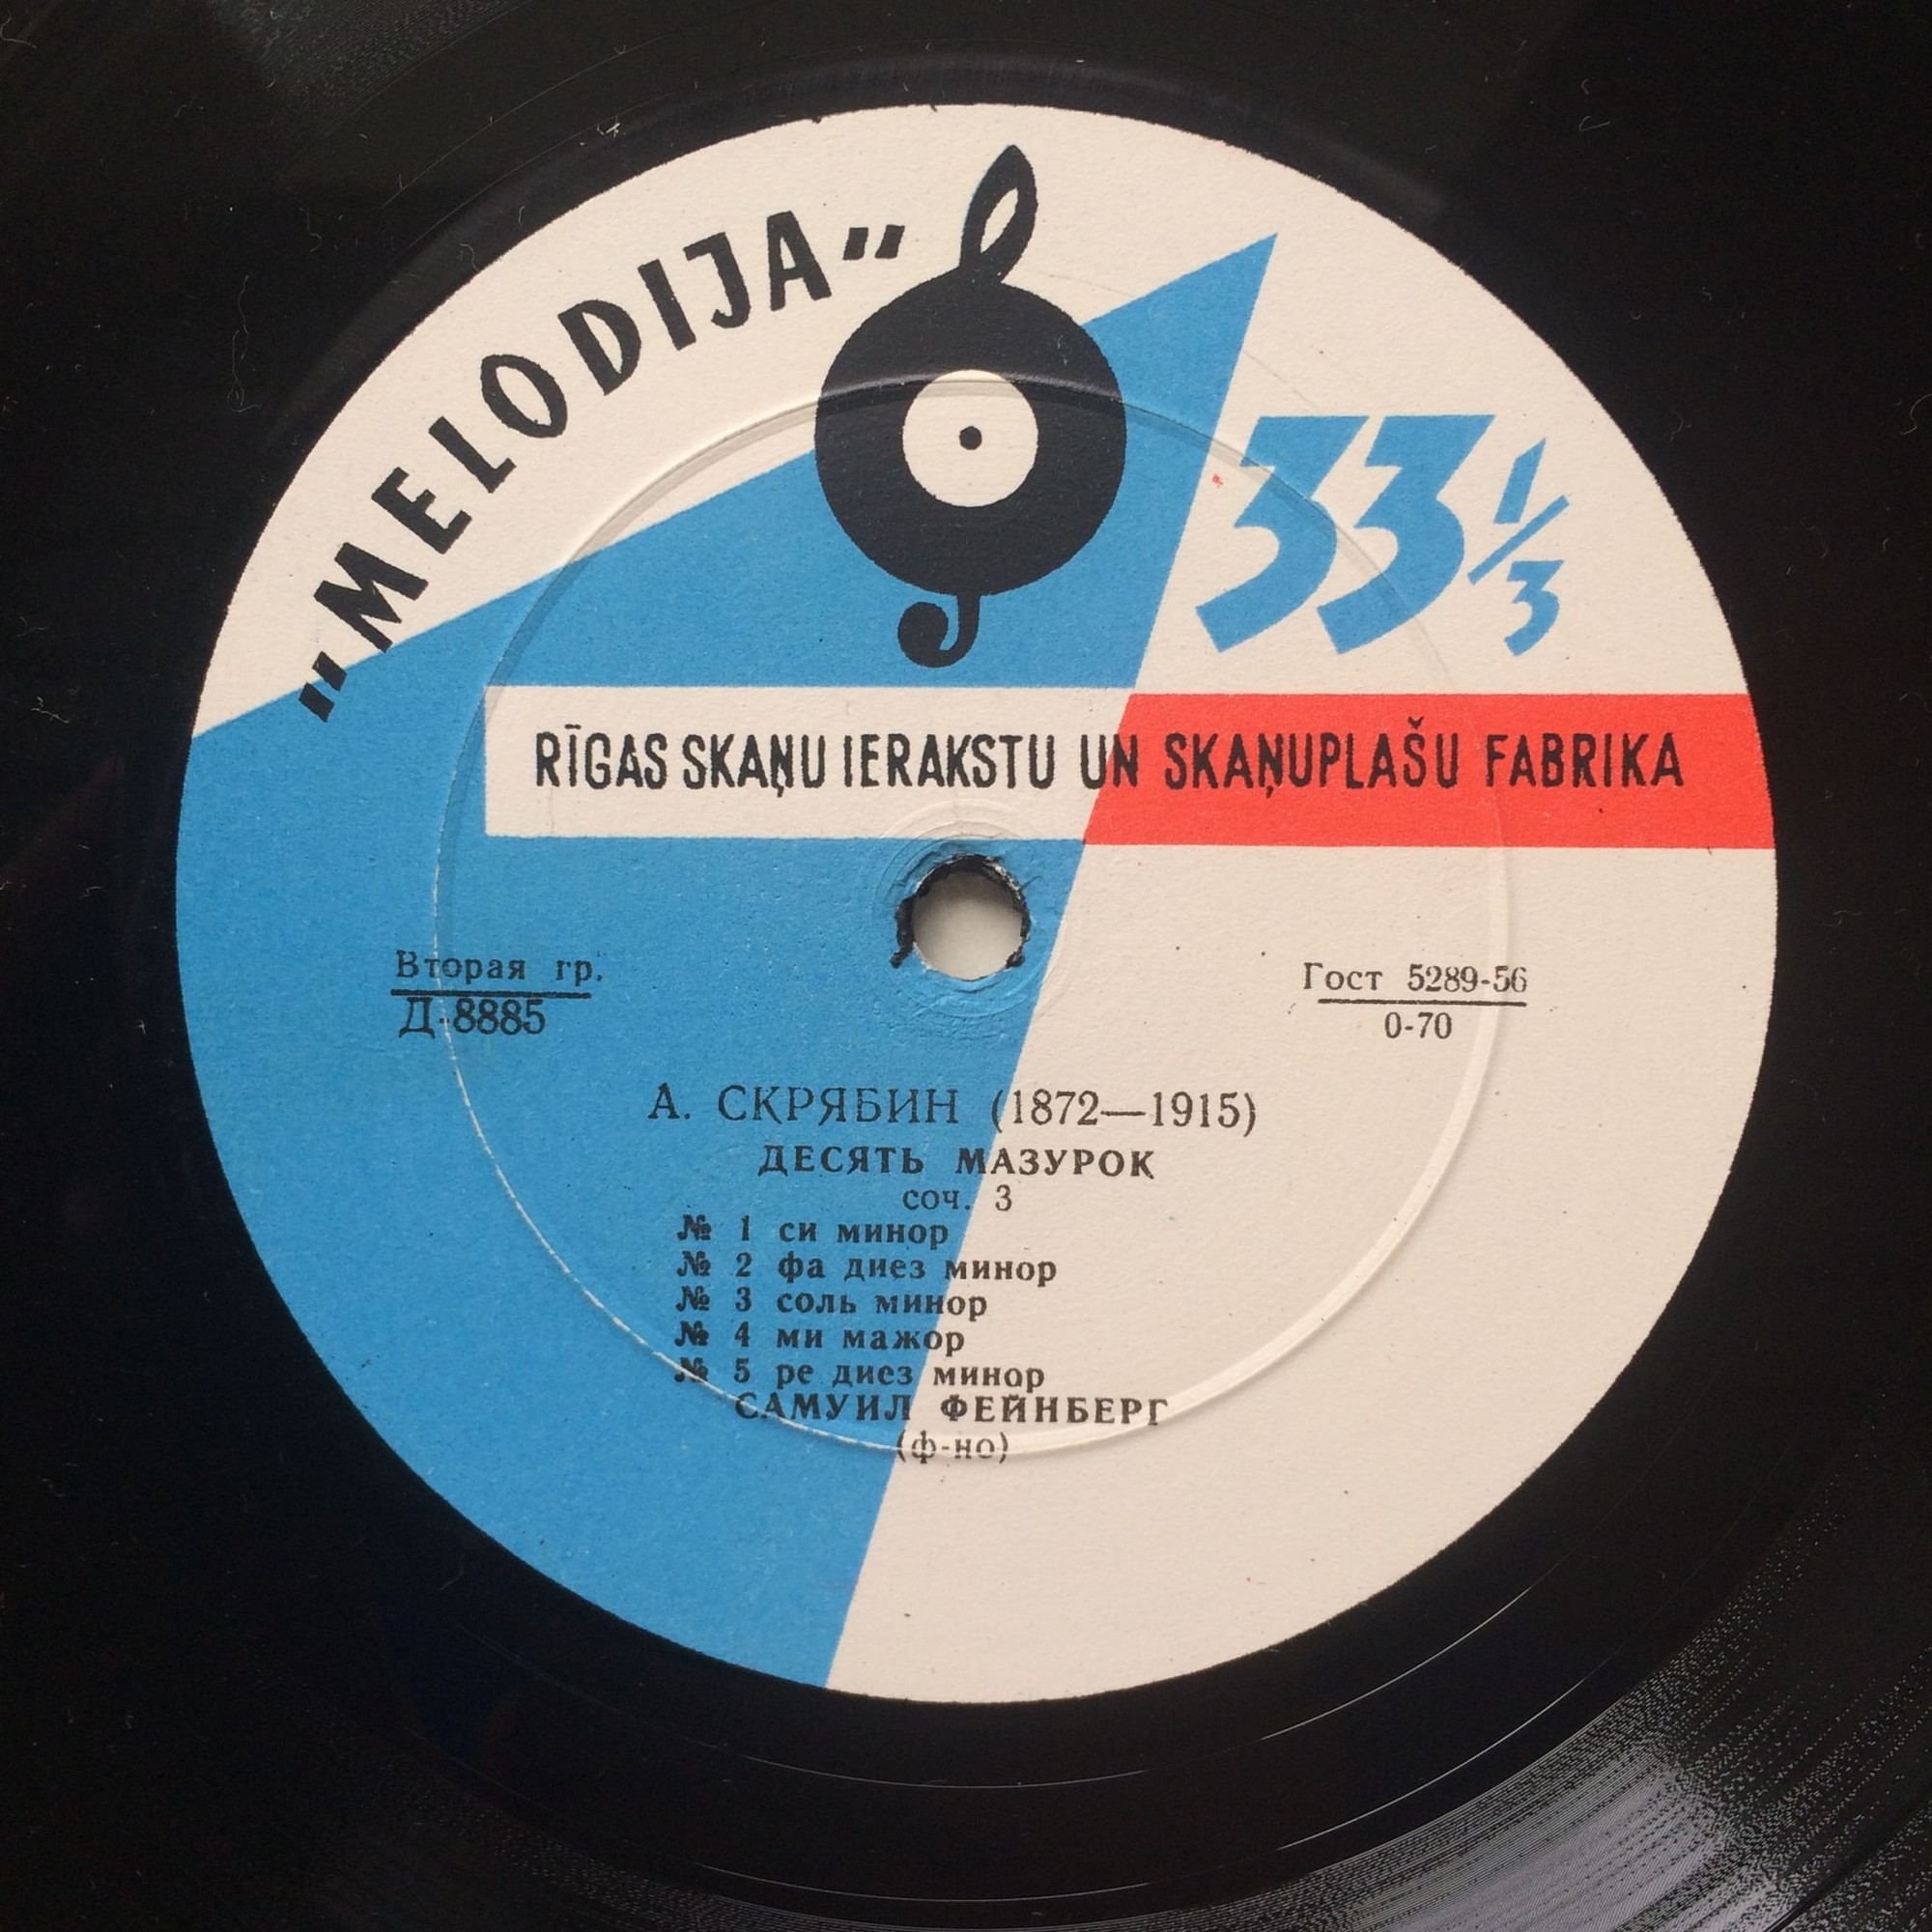 „MELODIJA”
33 1/3
RĪGAS SKAŅU IERAKSTU UN SKAŅUPLAŠU FABRIKA
Вторая гр.
Д-8885
Гост 5289-56
0-70
А. СКРЯБИН (1872—1915)
ДЕСЯТЬ МАЗУРОК
соч. 3
№ 1 си минор
№ 2 фа диез минор
№ 3 соль минор
№ 4 ми мажор
№ 5 ре диез минор
САМУИЛ ФЕЙНБЕРГ
(ф-но)